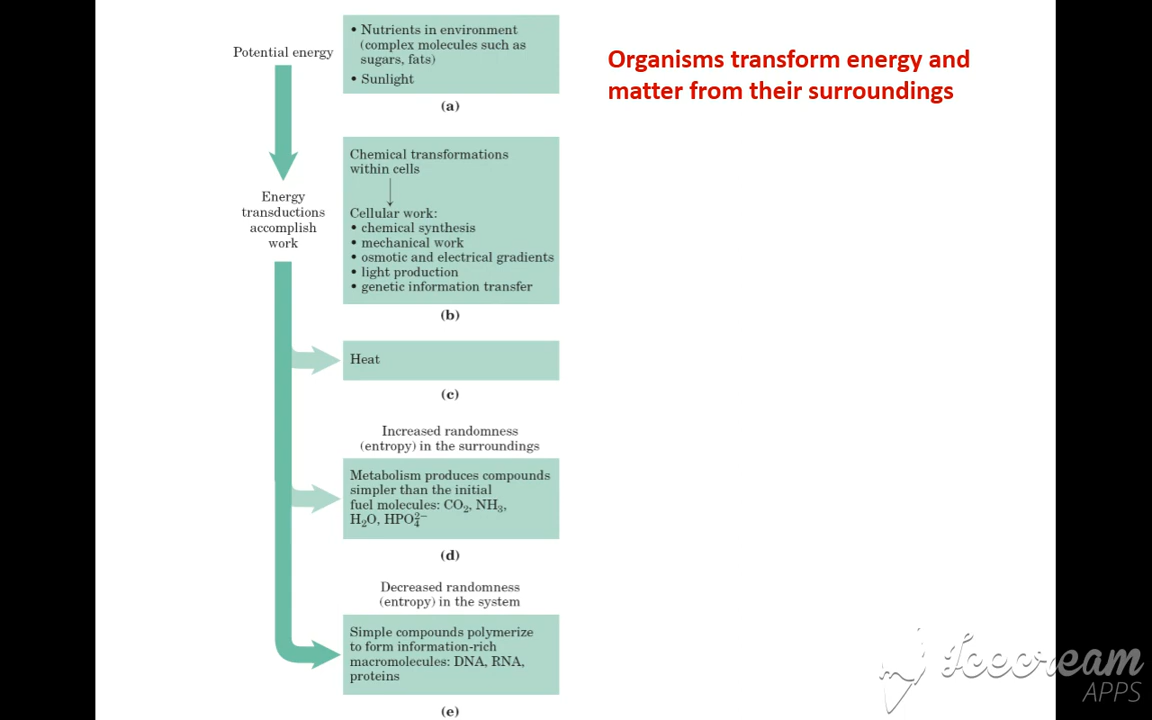 Potential energy
• Nutrients in environment
(complex molecules such as
sugars, fats)
• Sunlight
(a)
Organisms transform energy and
matter from their surroundings
Energy
transductions
accomplish
work
Chemical transformations
within cells
Cellular work:
• chemical synthesis
• mechanical work
• osmotic and electrical gradients
• light production
• genetic information transfer
(b)
Heat
(c)
Increased randomness
(entropy) in the surroundings
Metabolism produces compounds
simpler than the initial
fuel molecules: CO₂, NH₃,
H₂O, HPO₄²⁻
(d)
Decreased randomness
(entropy) in the system
Simple compounds polymerize
to form information-rich
macromolecules: DNA, RNA,
proteins
(e)
Icecream
APPS